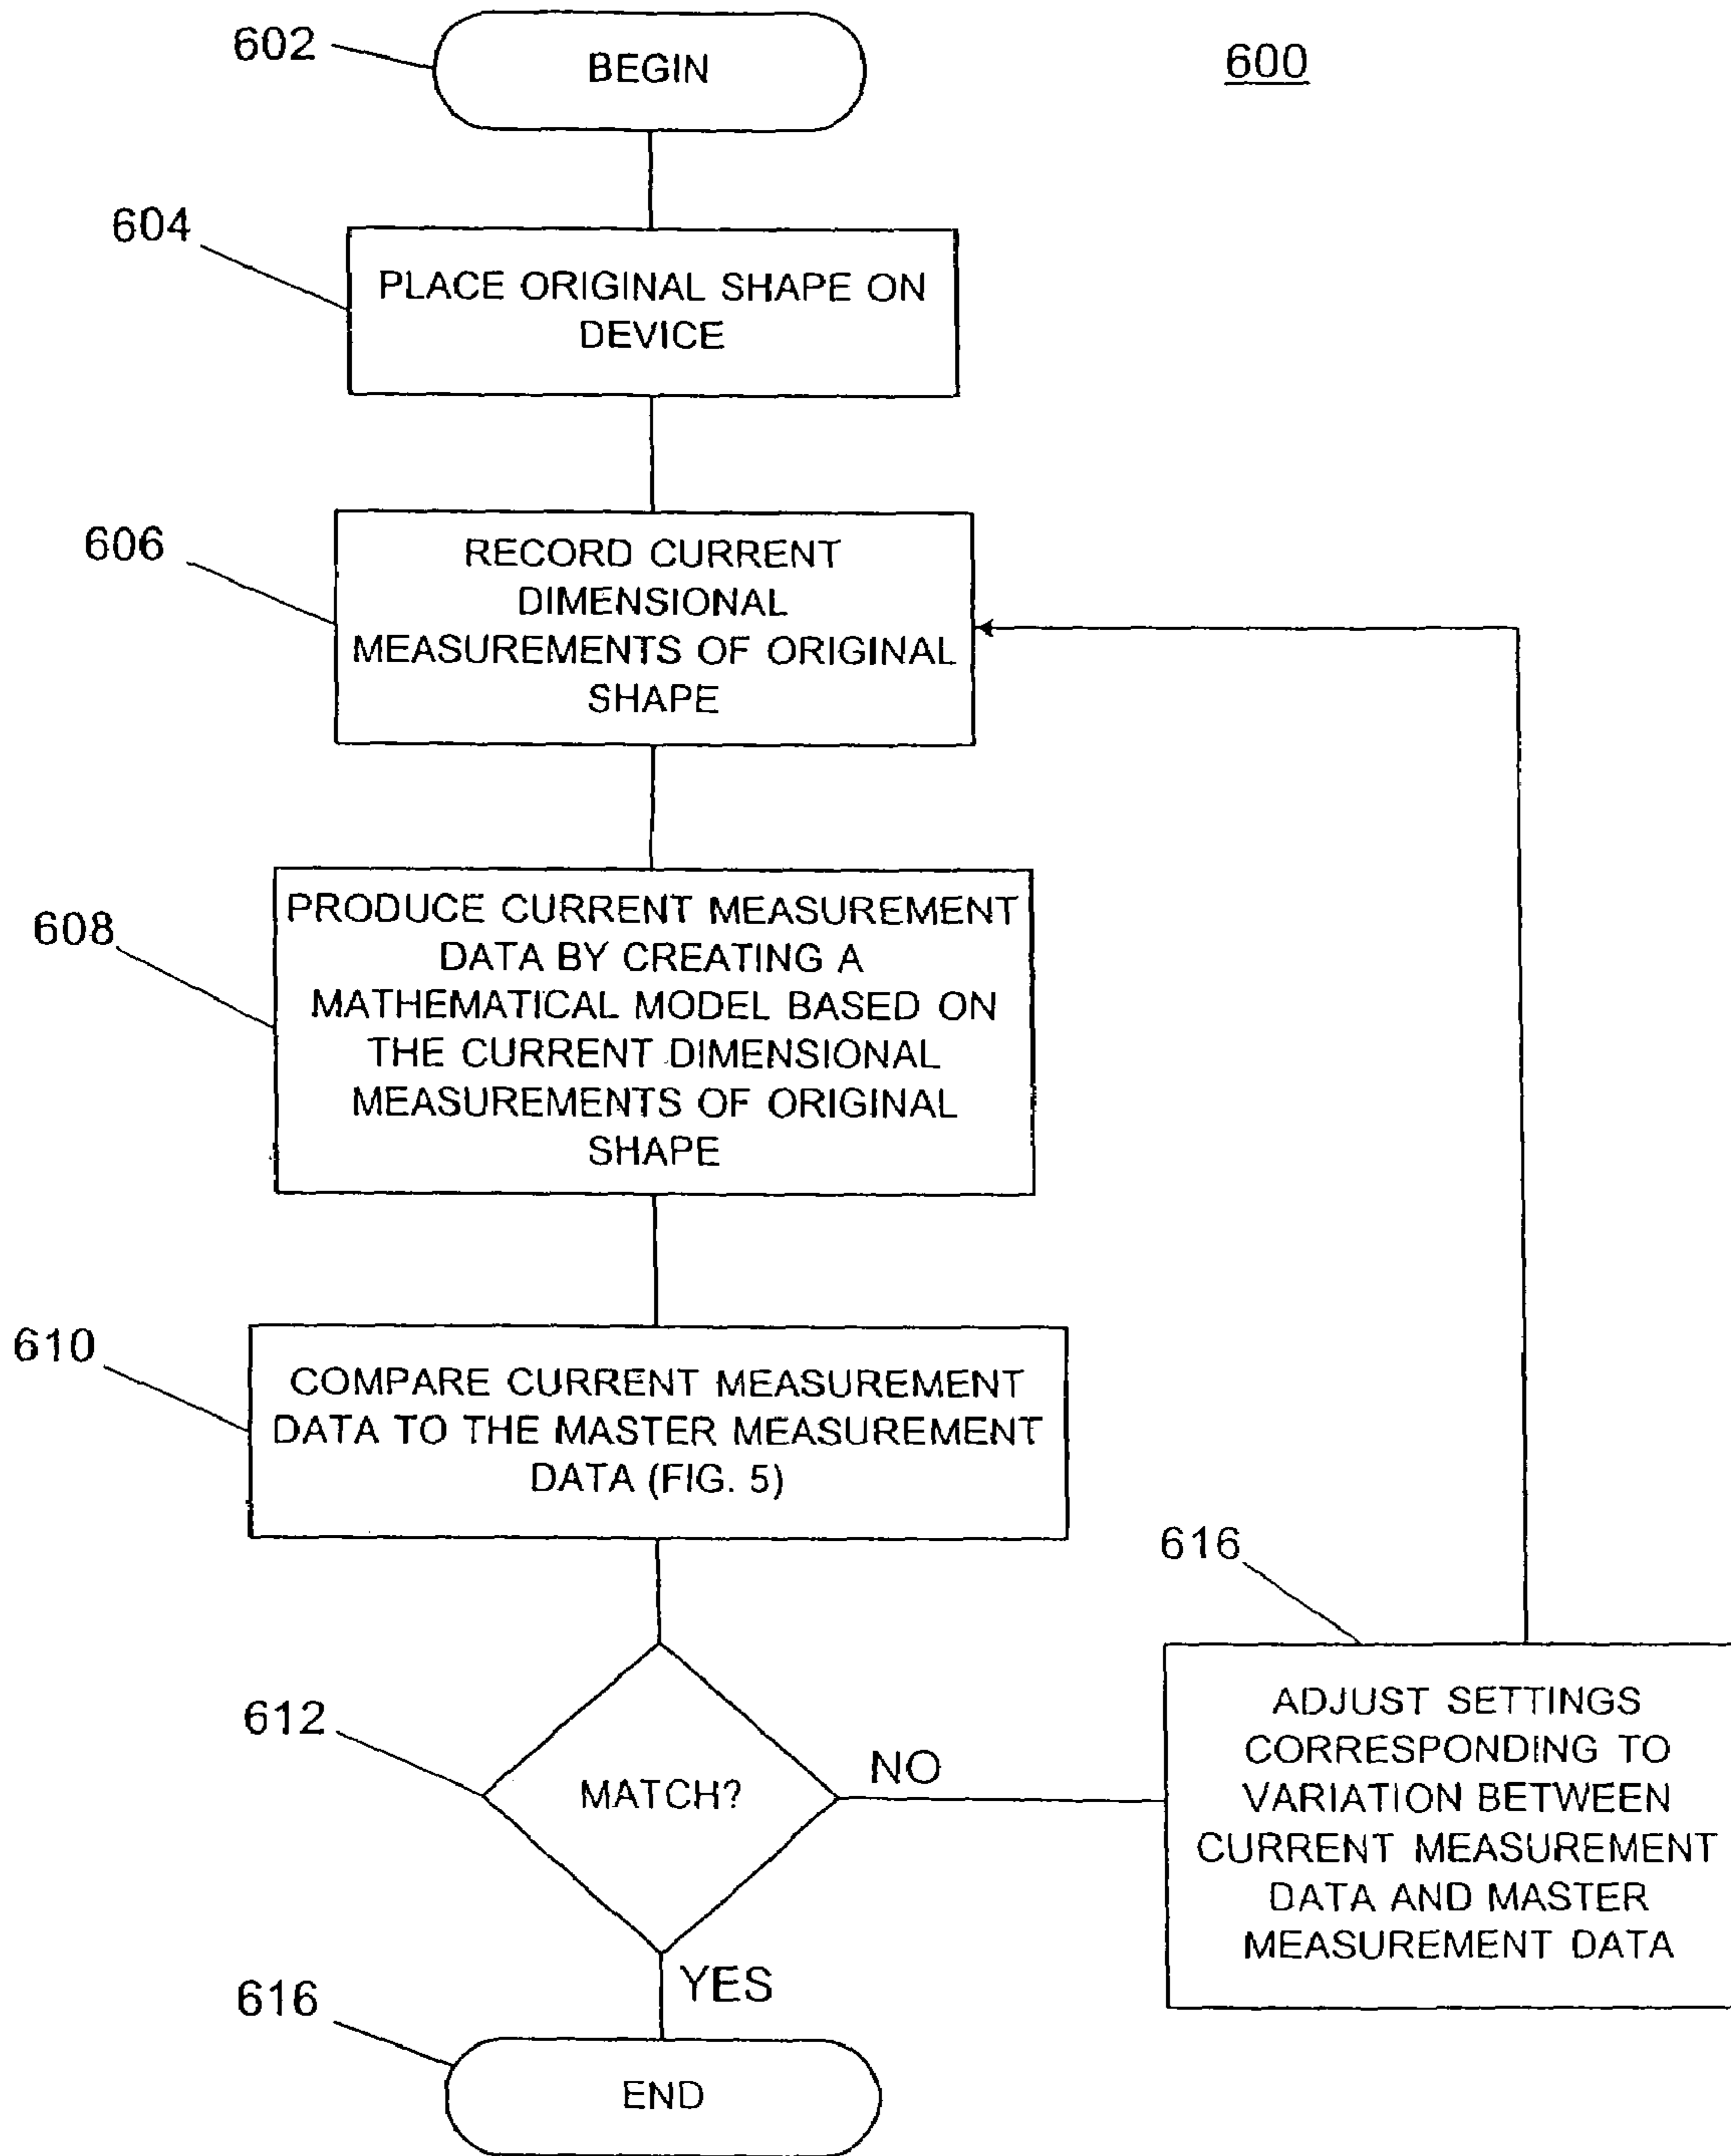 602
BEGIN
600
604
PLACE ORIGINAL SHAPE ON
DEVICE
606
RECORD CURRENT
DIMENSIONAL
MEASUREMENTS OF ORIGINAL
SHAPE
608
PRODUCE CURRENT MEASUREMENT
DATA BY CREATING A
MATHEMATICAL MODEL BASED ON
THE CURRENT DIMENSIONAL
MEASUREMENTS OF ORIGINAL
SHAPE
610
COMPARE CURRENT MEASUREMENT
DATA TO THE MASTER MEASUREMENT
DATA (FIG. 5)
612
MATCH?
NO
616
ADJUST SETTINGS
CORRESPONDING TO
VARIATION BETWEEN
CURRENT MEASUREMENT
DATA AND MASTER
MEASUREMENT DATA
YES
616
END